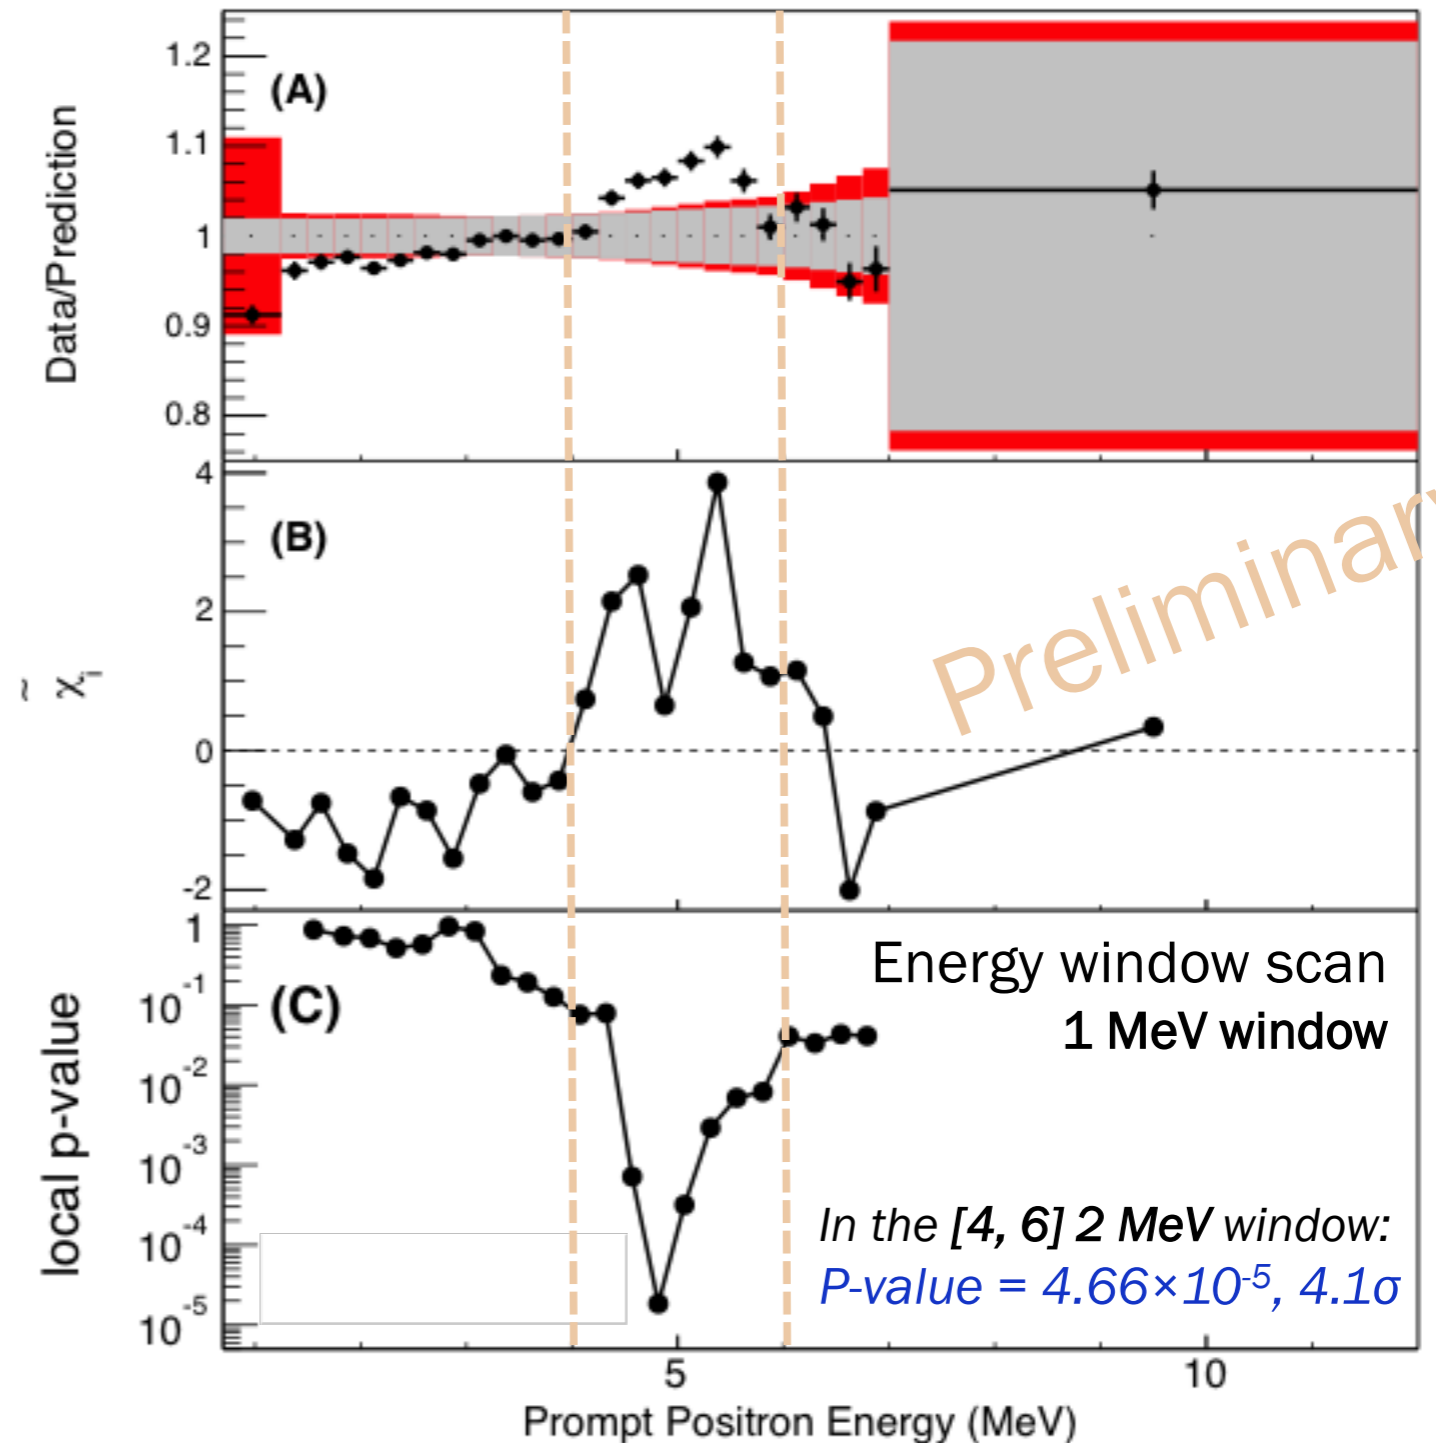 1.2
1.1
1
0.9
0.8
Data/Prediction
(A)
4
2
0
-2
χ̃ᵢ
(B)
Preliminar
1
10⁻¹
10⁻²
10⁻³
10⁻⁴
10⁻⁵
local p-value
(C)
Energy window scan
1 MeV window
In the [4, 6] 2 MeV window:
P-value = 4.66×10⁻⁵, 4.1σ
5
10
Prompt Positron Energy (MeV)